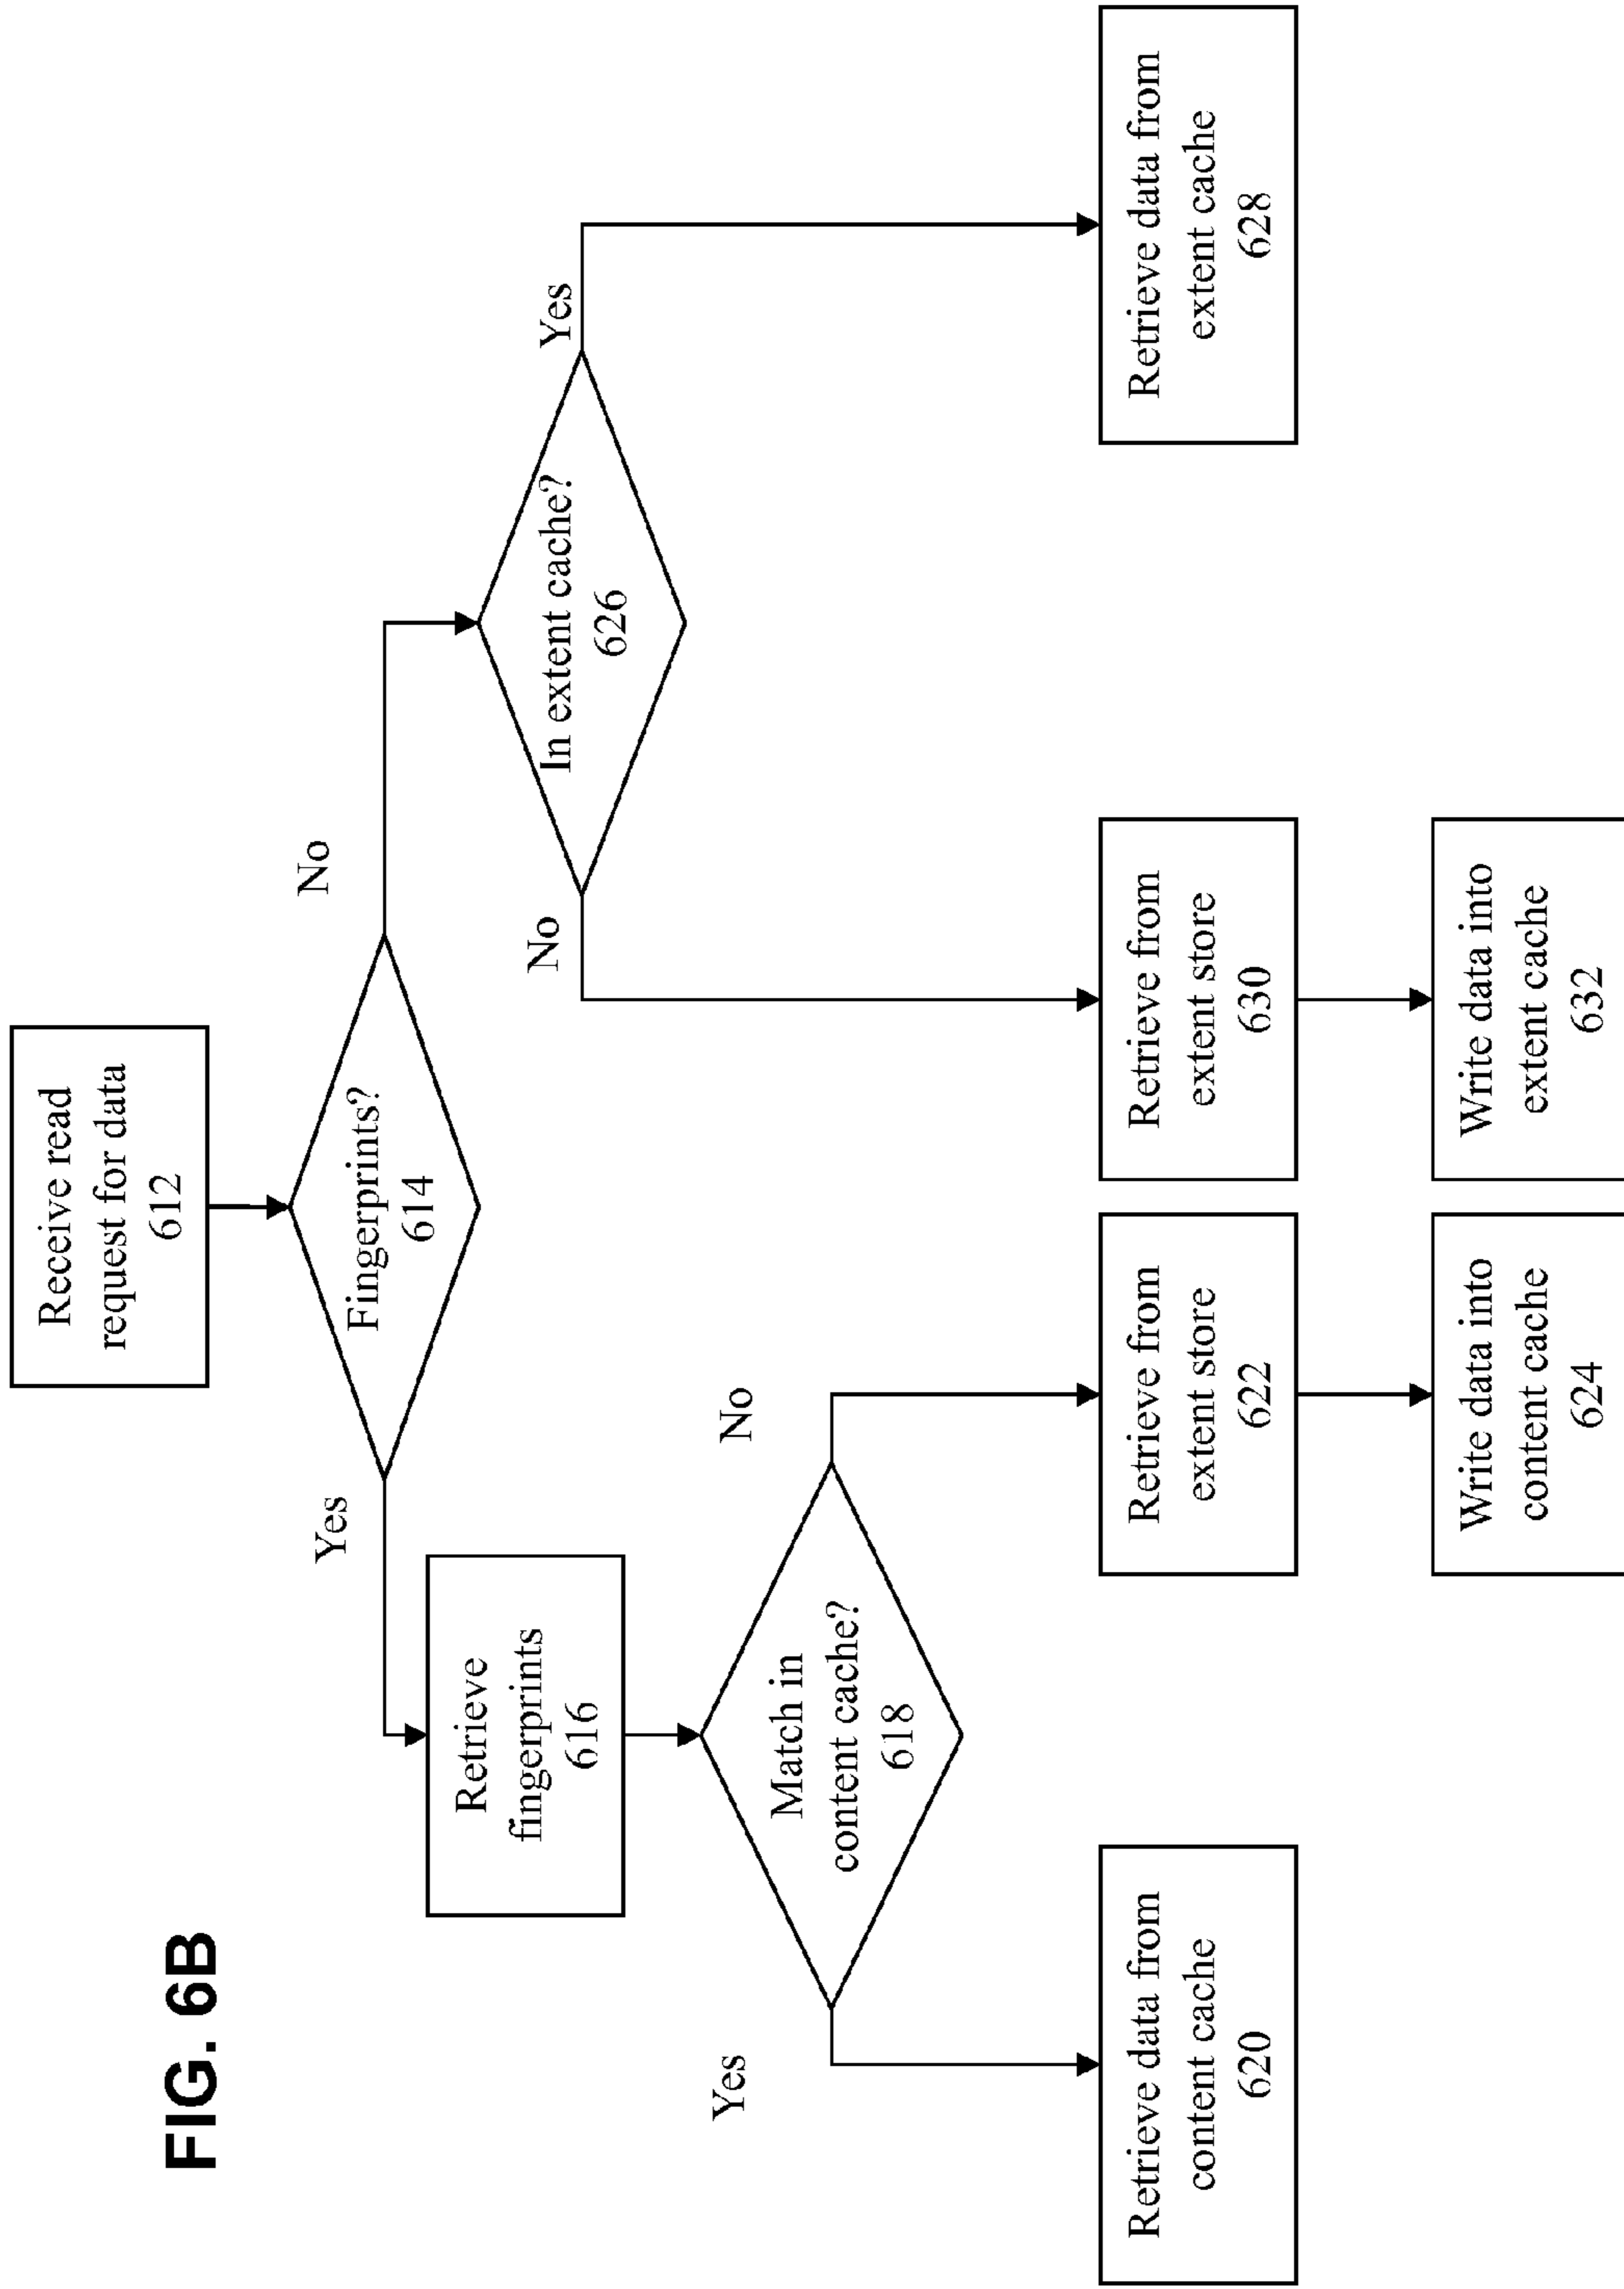 FIG. 6B
Receive read
request for data
612
Fingerprints?
614
Yes
No
Retrieve
fingerprints
616
In extent cache?
626
No
Yes
Match in
content cache?
618
Yes
No
Retrieve data from
content cache
620
Retrieve from
extent store
622
Retrieve from
extent store
630
Retrieve data from
extent cache
628
Write data into
content cache
624
Write data into
extent cache
632